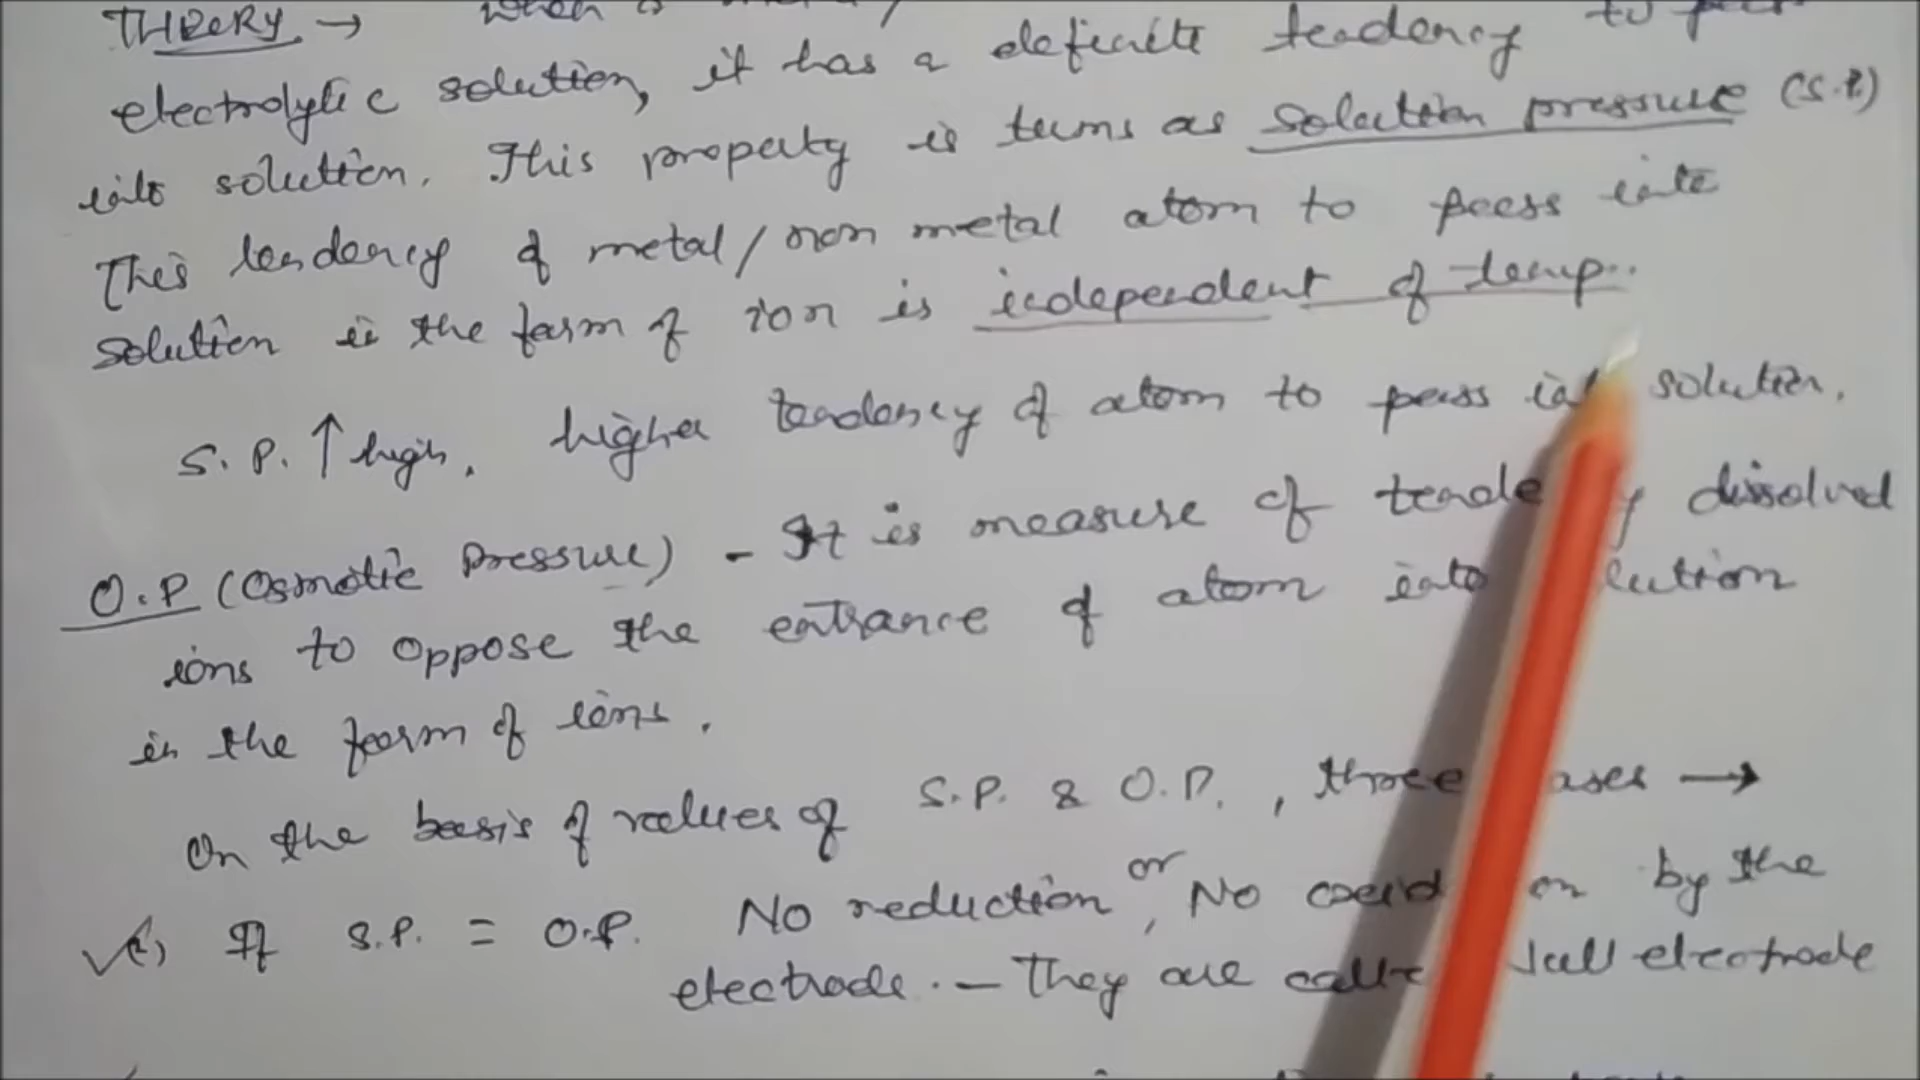 THEORY → When a
electrolytic solution, it has a definite tendency to
into solution. This property is terms as solution pressure (S.P.)
This tendency of metal / non metal atom to pass into
solution in the form of ion is independent of temp..
S.P. ↑ high, higher tendency of atom to pass into solution.
O.P (Osmotic Pressure) - It is measure of dissolved
ions to oppose the entrance of atom into
in the form of ions.
On the basis of values of S.P. & O.P., three →
If S.P. = O.P. No reduction or, No by the
electrode. - They are electrode